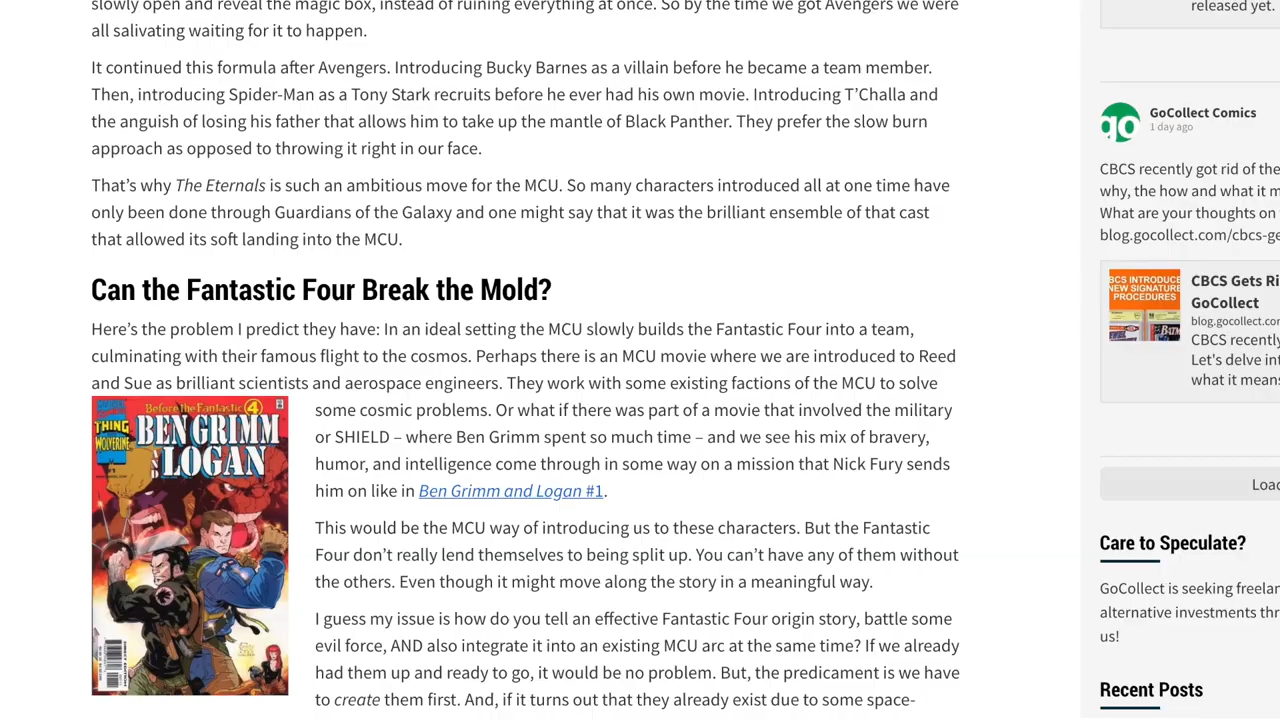 slowly open and reveal the magic box, instead of ruining everything at once. So by the time we got Avengers we were
all salivating waiting for it to happen.
It continued this formula after Avengers. Introducing Bucky Barnes as a villain before he became a team member.
Then, introducing Spider-Man as a Tony Stark recruits before he ever had his own movie. Introducing T’Challa and
the anguish of losing his father that allows him to take up the mantle of Black Panther. They prefer the slow burn
approach as opposed to throwing it right in our face.
That’s why The Eternals is such an ambitious move for the MCU. So many characters introduced all at one time have
only been done through Guardians of the Galaxy and one might say that it was the brilliant ensemble of that cast
that allowed its soft landing into the MCU.
Can the Fantastic Four Break the Mold?
Here’s the problem I predict they have: In an ideal setting the MCU slowly builds the Fantastic Four into a team,
culminating with their famous flight to the cosmos. Perhaps there is an MCU movie where we are introduced to Reed
and Sue as brilliant scientists and aerospace engineers. They work with some existing factions of the MCU to solve
some cosmic problems. Or what if there was part of a movie that involved the military
or SHIELD – where Ben Grimm spent so much time – and we see his mix of bravery,
humor, and intelligence come through in some way on a mission that Nick Fury sends
him on like in Ben Grimm and Logan #1.
This would be the MCU way of introducing us to these characters. But the Fantastic
Four don’t really lend themselves to being split up. You can’t have any of them without
the others. Even though it might move along the story in a meaningful way.
I guess my issue is how do you tell an effective Fantastic Four origin story, battle some
evil force, AND also integrate it into an existing MCU arc at the same time? If we already
had them up and ready to go, it would be no problem. But, the predicament is we have
to create them first. And, if it turns out that they already exist due to some space-
Before the Fantastic 4
THING
WOLVERINE
BEN GRIMM
AND
LOGAN
released yet.
go
GoCollect Comics
1 day ago
CBCS recently got rid of the
why, the how and what it m
What are your thoughts on
blog.gocollect.com/cbcs-ge
BCS INTRODUCE
NEW SIGNATURE
PROCEDURES
CBCS Gets Ri
GoCollect
blog.gocollect.cor
CBCS recently
Let's delve int
what it means
Load
Care to Speculate?
GoCollect is seeking freelan
alternative investments thr
us!
Recent Posts